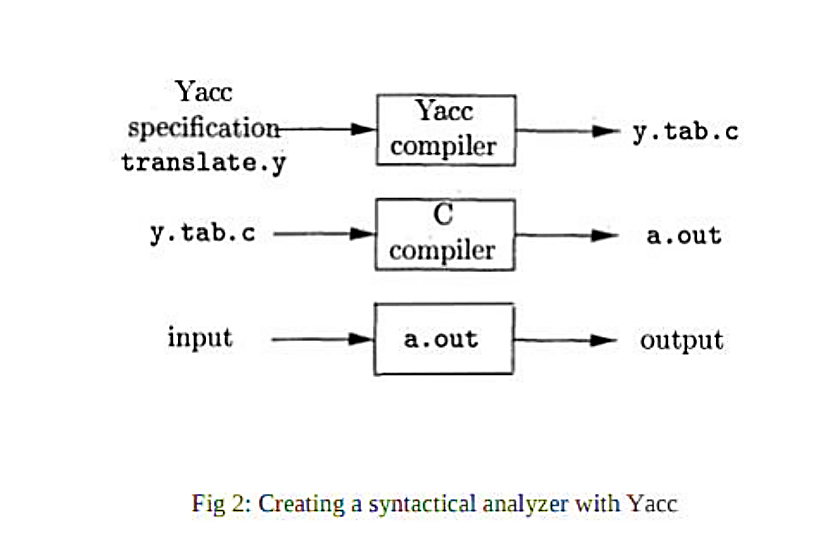 Yacc
specification
translate.y
Yacc
compiler
y.tab.c
y.tab.c
C
compiler
a.out
input
a.out
output
Fig 2: Creating a syntactical analyzer with Yacc